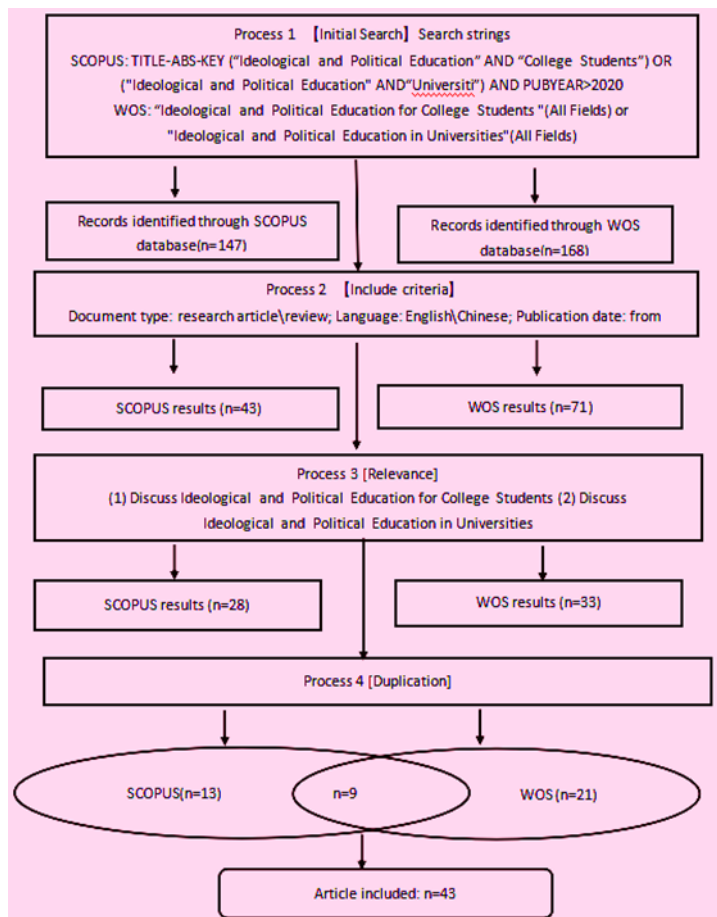 Process 1 【Initial Search】 Search strings
SCOPUS: TITLE-ABS-KEY (“Ideological and Political Education” AND “College Students”) OR
("Ideological and Political Education" AND“Universiti”) AND PUBYEAR>2020
WOS: “Ideological and Political Education for College Students "(All Fields) or
"Ideological and Political Education in Universities"(All Fields)
Records identified through SCOPUS
database(n=147)
Records identified through WOS
database(n=168)
Process 2 【Include criteria】
Document type: research article\review; Language: English\Chinese; Publication date: from
SCOPUS results (n=43)
WOS results (n=71)
Process 3 [Relevance]
(1) Discuss Ideological and Political Education for College Students (2) Discuss
Ideological and Political Education in Universities
SCOPUS results (n=28)
WOS results (n=33)
Process 4 [Duplication]
SCOPUS(n=13)
n=9
WOS(n=21)
Article included: n=43